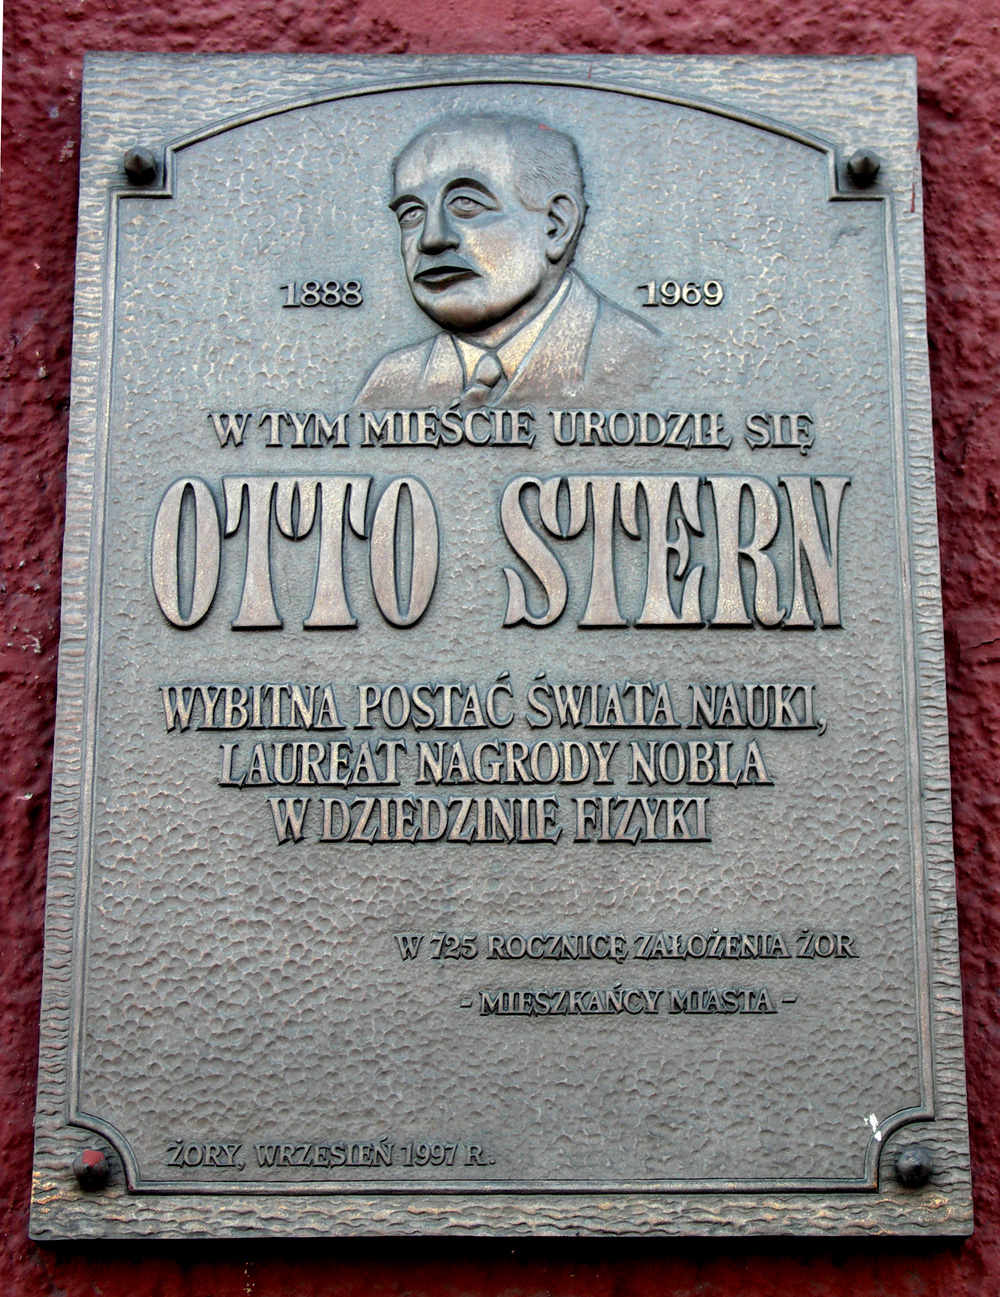 1888 1969
W TYM MIEŚCIE URODZIŁ SIĘ
OTTO STERN
WYBITNA POSTAĆ ŚWIATA NAUKI,
LAUREAT NAGRODY NOBLA
W DZIEDZINIE FIZYKI
W 725 ROCZNICĘ ZAŁOŻENIA ŻOR
- MIESZKAŃCY MIASTA -
ŻORY, WRZESIEŃ 1997 R.